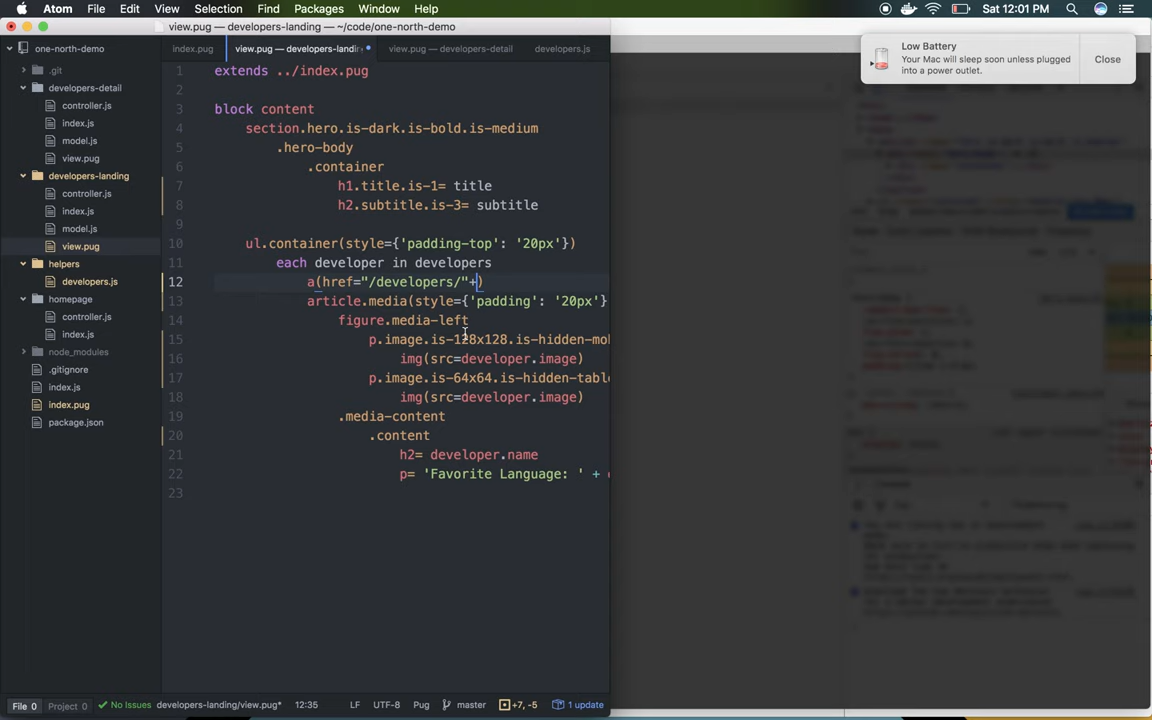 Atom File Edit View Selection Find Packages Window Help Sat 12:01 PM
view.pug — developers-landing — ~/code/one-north-demo
one-north-demo
.git
developers-detail
controller.js
index.js
model.js
view.pug
developers-landing
controller.js
index.js
model.js
view.pug
helpers
developers.js
homepage
controller.js
index.js
node_modules
.gitignore
index.js
index.pug
package.json
index.pug view.pug — developers-landir view.pug — developers-detail developers.js
1 extends ../index.pug
2
3 block content
4 section.hero.is-dark.is-bold.is-medium
5 .hero-body
6 .container
7 h1.title.is-1= title
8 h2.subtitle.is-3= subtitle
9
10 ul.container(style={'padding-top': '20px'})
11 each developer in developers
12 a(href="/developers/"+)
13 article.media(style={'padding': '20px'}
14 figure.media-left
15 p.image.is-128x128.is-hidden-mo
16 img(src=developer.image)
17 p.image.is-64x64.is-hidden-table
18 img(src=developer.image)
19 .media-content
20 .content
21 h2= developer.name
22 p= 'Favorite Language: ' +
23
Low Battery
Your Mac will sleep soon unless plugged
into a power outlet.
Close
File 0 Project 0 No Issues developers-landing/view.pug* 12:35 LF UTF-8 Pug master +7, -5 1 update